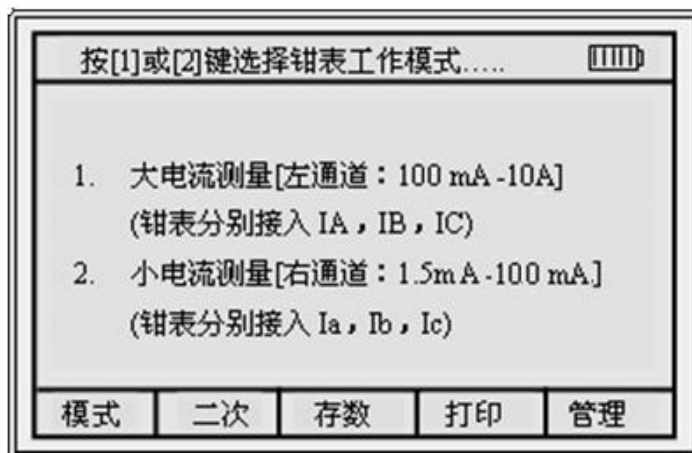 按[1]或[2]键选择钳表工作模式.....
1. 大电流测量[左通道：100 mA -10A]
(钳表分别接入 IA，IB，IC)
2. 小电流测量[右通道：1.5mA -100 mA]
(钳表分别接入 Ia，Ib，Ic)
模式 二次 存数 打印 管理